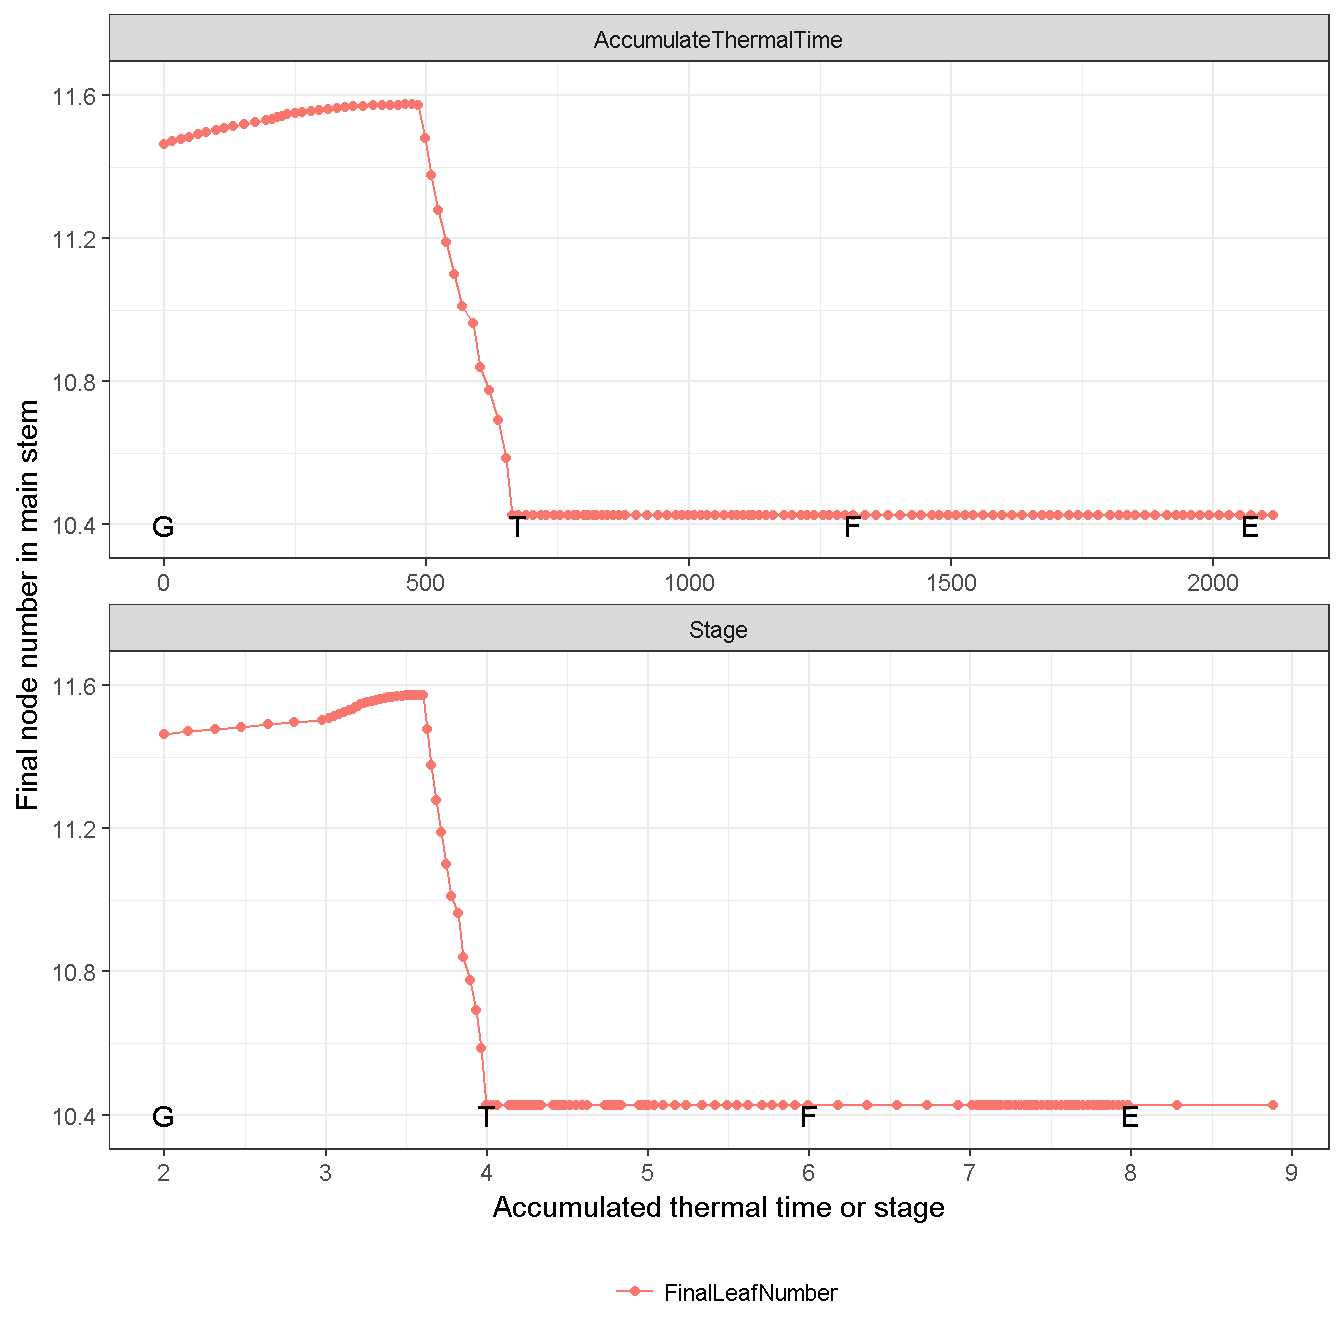 AccumulateThermalTime
11.6
11.2
10.8
10.4
G T F E
0 500 1000 1500 2000
Stage
11.6
11.2
10.8
10.4
G T F E
2 3 4 5 6 7 8 9
Final node number in main stem
Accumulated thermal time or stage
FinalLeafNumber